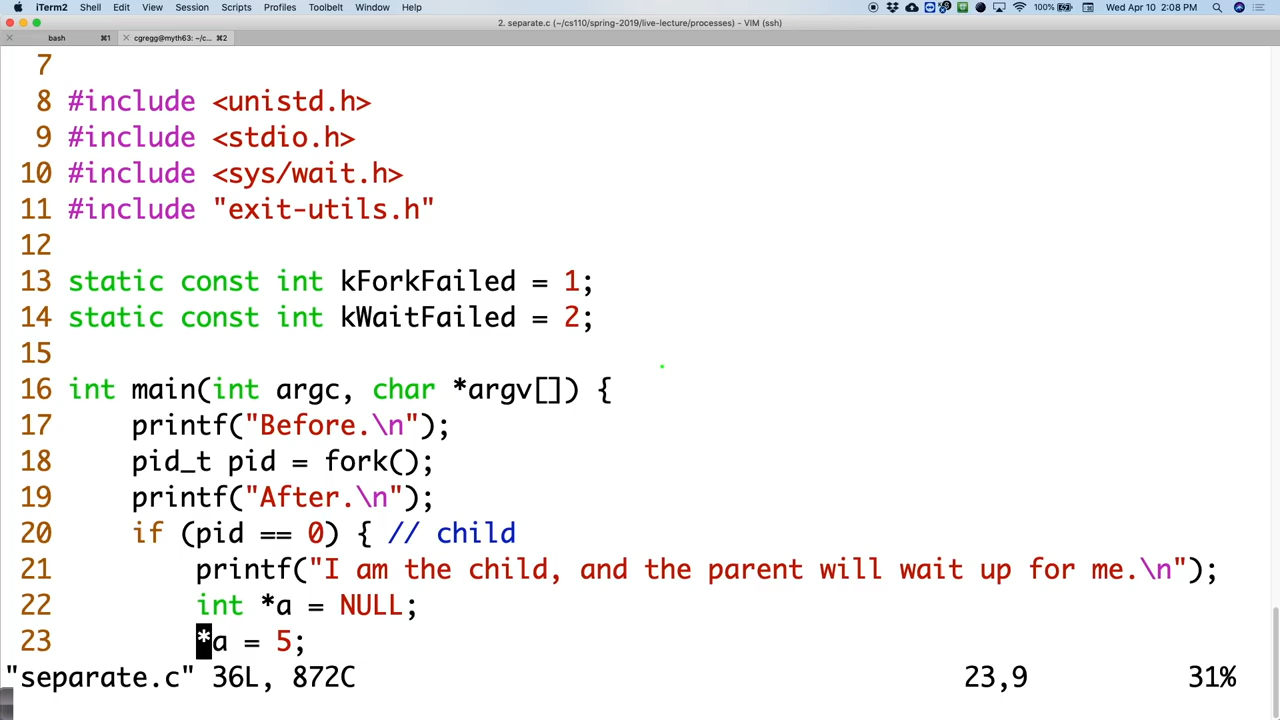 iTerm2 Shell Edit View Session Scripts Profiles Toolbelt Window Help 100% Wed Apr 10 2:08 PM
2. separate.c (~/cs110/spring-2019/live-lecture/processes) - VIM (ssh)
bash ⌘1 cgregg@myth63: ~/c... ⌘2
7
8 #include <unistd.h>
9 #include <stdio.h>
10 #include <sys/wait.h>
11 #include "exit-utils.h"
12
13 static const int kForkFailed = 1;
14 static const int kWaitFailed = 2;
15
16 int main(int argc, char *argv[]) {
17 printf("Before.\n");
18 pid_t pid = fork();
19 printf("After.\n");
20 if (pid == 0) { // child
21 printf("I am the child, and the parent will wait up for me.\n");
22 int *a = NULL;
23 *a = 5;
"separate.c" 36L, 872C 23,9 31%